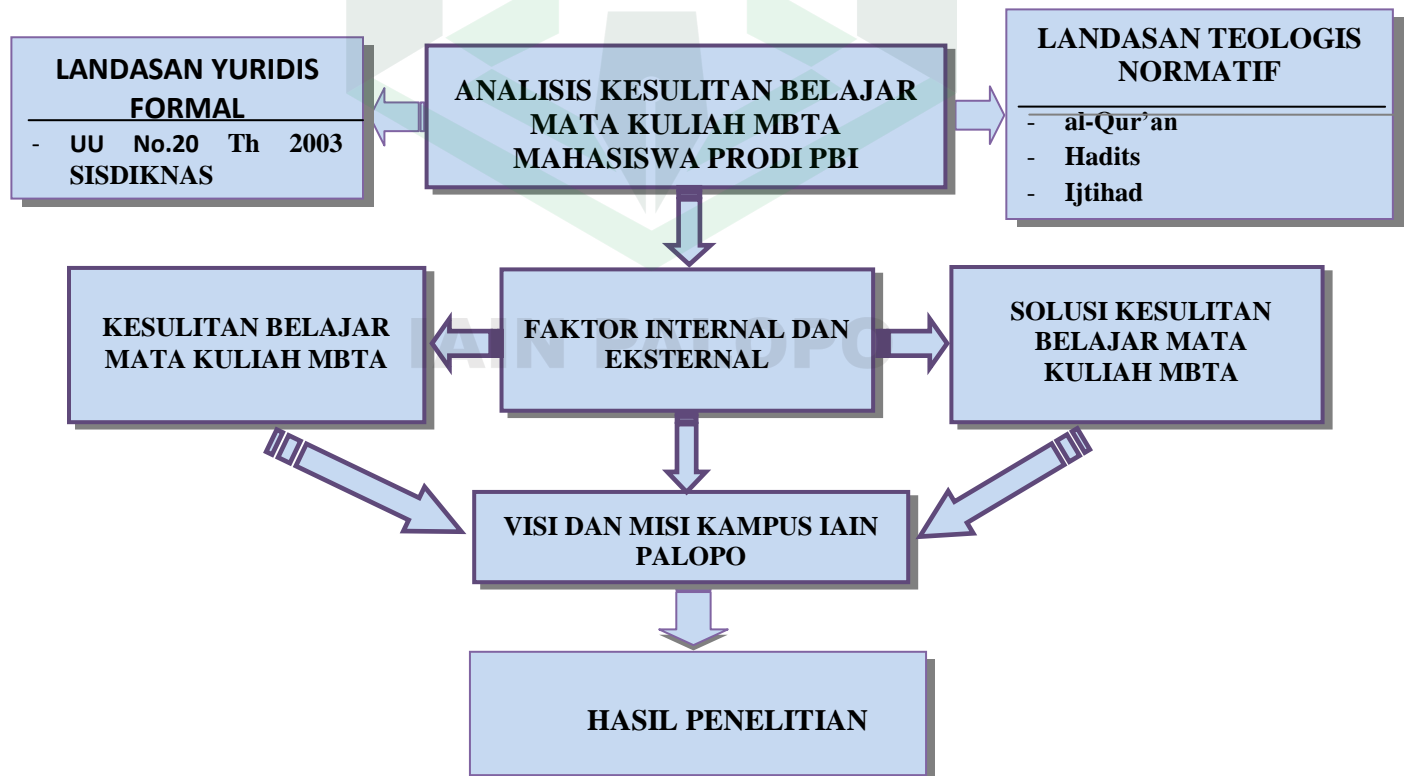 LANDASAN YURIDIS
FORMAL
- UU No.20 Th 2003
SISDIKNAS
ANALISIS KESULITAN BELAJAR
MATA KULIAH MBTA
MAHASISWA PRODI PBI
LANDASAN TEOLOGIS
NORMATIF
- al-Qur’an
- Hadits
- Ijtihad
KESULITAN BELAJAR
MATA KULIAH MBTA
FAKTOR INTERNAL DAN
EKSTERNAL
SOLUSI KESULITAN
BELAJAR MATA
KULIAH MBTA
IAIN PALOPO
VISI DAN MISI KAMPUS IAIN
PALOPO
HASIL PENELITIAN